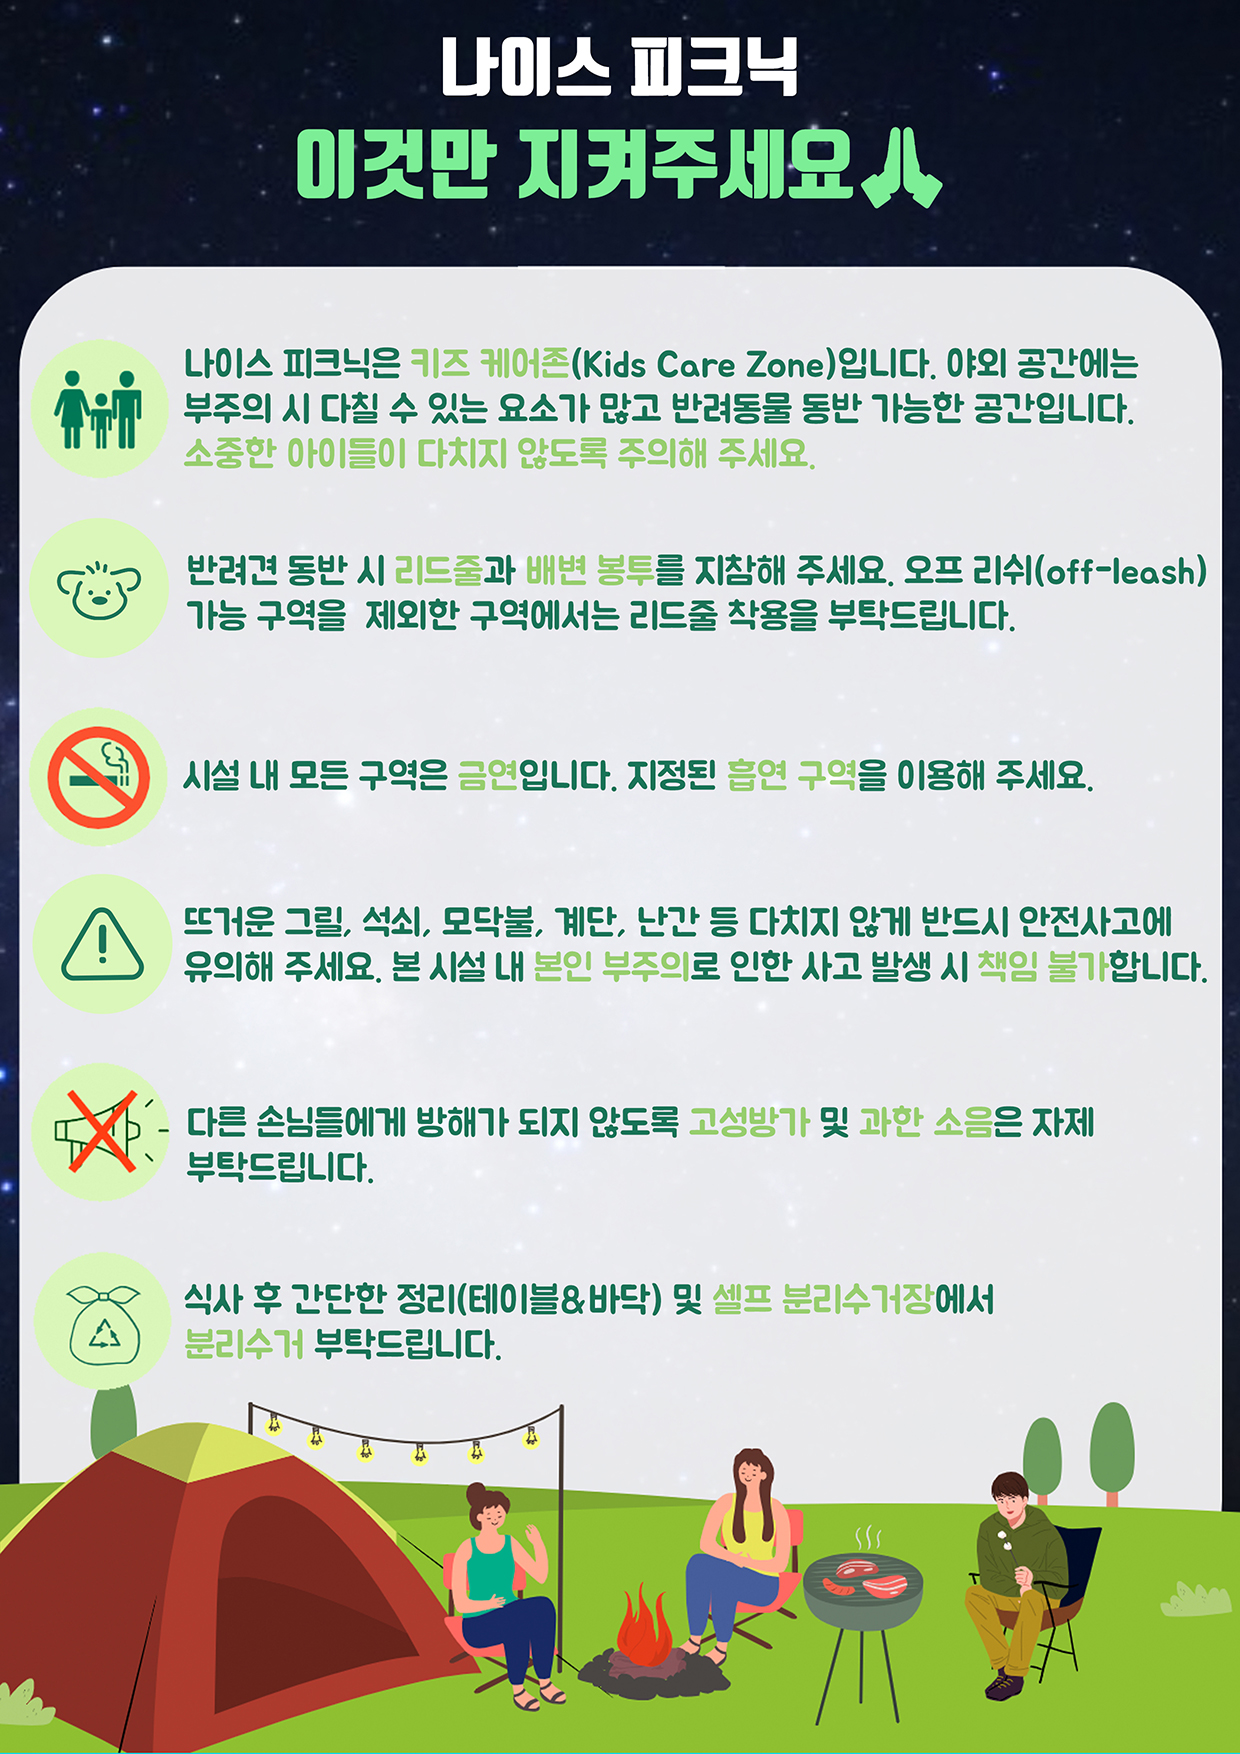 나이스 피크닉
이것만 지켜주세요
나이스 피크닉은 키즈 케어존(Kids Care Zone)입니다. 야외 공간에는
부주의 시 다칠 수 있는 요소가 많고 반려동물 동반 가능한 공간입니다.
소중한 아이들이 다치지 않도록 주의해 주세요.
반려견 동반 시 리드줄과 배변 봉투를 지참해 주세요. 오프 리쉬(off-leash)
가능 구역을 제외한 구역에서는 리드줄 착용을 부탁드립니다.
시설 내 모든 구역은 금연입니다. 지정된 흡연 구역을 이용해 주세요.
뜨거운 그릴, 석쇠, 모닥불, 계단, 난간 등 다치지 않게 반드시 안전사고에
유의해 주세요. 본 시설 내 본인 부주의로 인한 사고 발생 시 책임 불가합니다.
다른 손님들에게 방해가 되지 않도록 고성방가 및 과한 소음은 자제
부탁드립니다.
식사 후 간단한 정리(테이블&바닥) 및 셀프 분리수거장에서
분리수거 부탁드립니다.